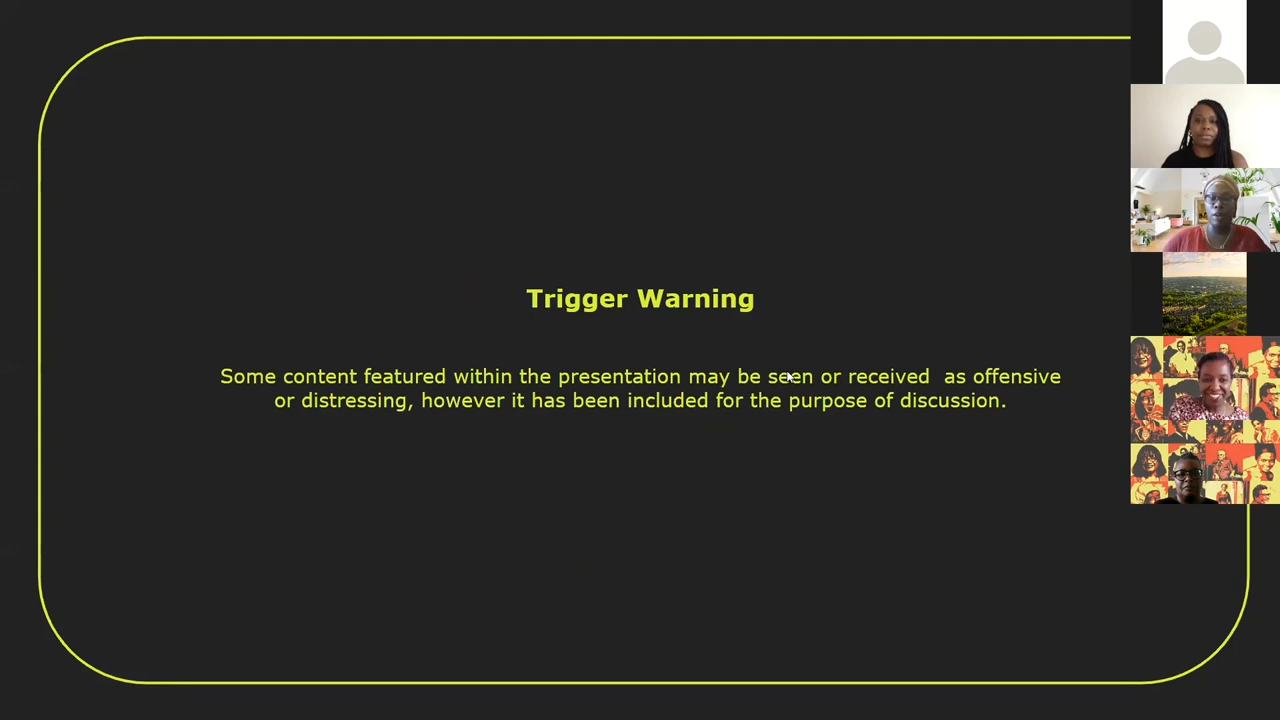 Trigger Warning
Some content featured within the presentation may be seen or received  as offensive
or distressing, however it has been included for the purpose of discussion.